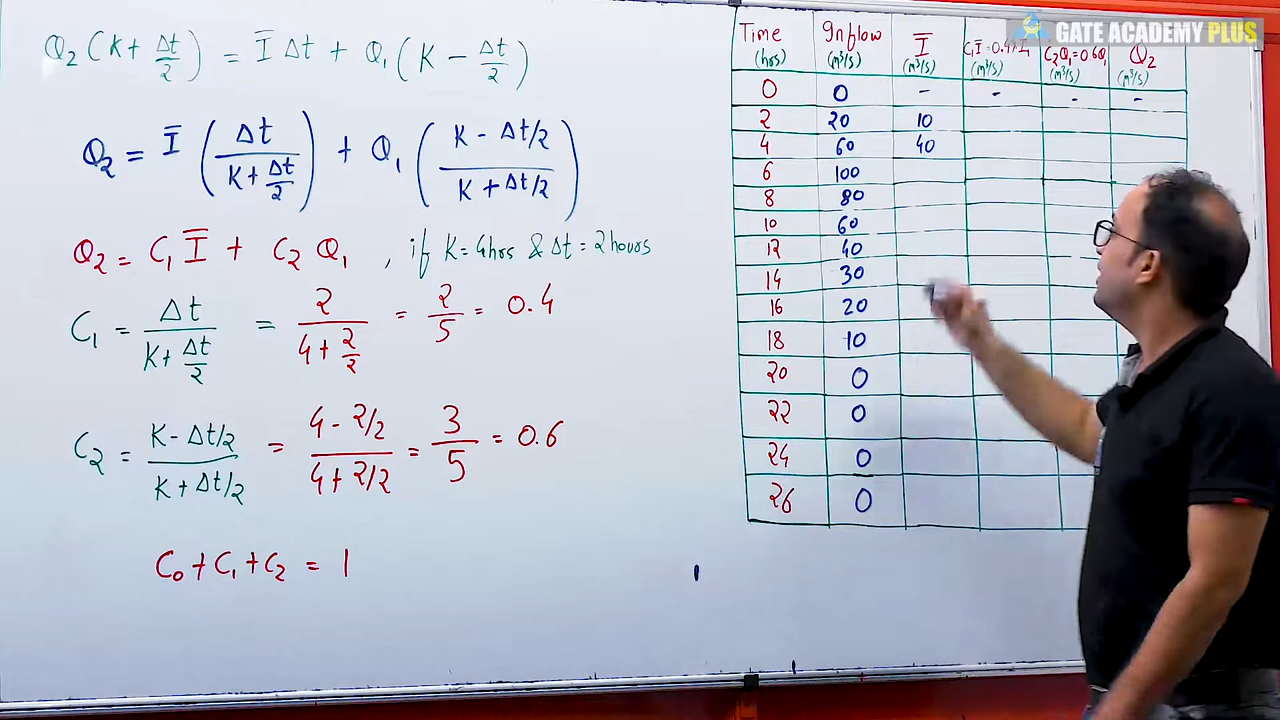 GATE ACADEMY PLUS
Q₂ (K + Δt/2) = Ī Δt + Q₁ (K - Δt/2)
Q₂ = Ī (Δt / (K + Δt/2)) + Q₁ ((K - Δt/2) / (K + Δt/2))
Q₂ = C₁ Ī + C₂ Q₁ , if K = 4hrs & Δt = 2 hours
C₁ = Δt / (K + Δt/2) = 2 / (4 + 2/2) = 2/5 = 0.4
C₂ = (K - Δt/2) / (K + Δt/2) = (4 - 2/2) / (4 + 2/2) = 3/5 = 0.6
C₀ + C₁ + C₂ = 1
Time (hrs) Inflow (m³/s) Ī (m³/s) (m³/s) C₂Q₁=0.6Q₁ (m³/s) Q₂ (m³/s)
0 0 - - - -
2 20 10
4 60 40
6 100
8 80
10 60
12 40
14 30
16 20
18 10
20 0
22 0
24 0
26 0